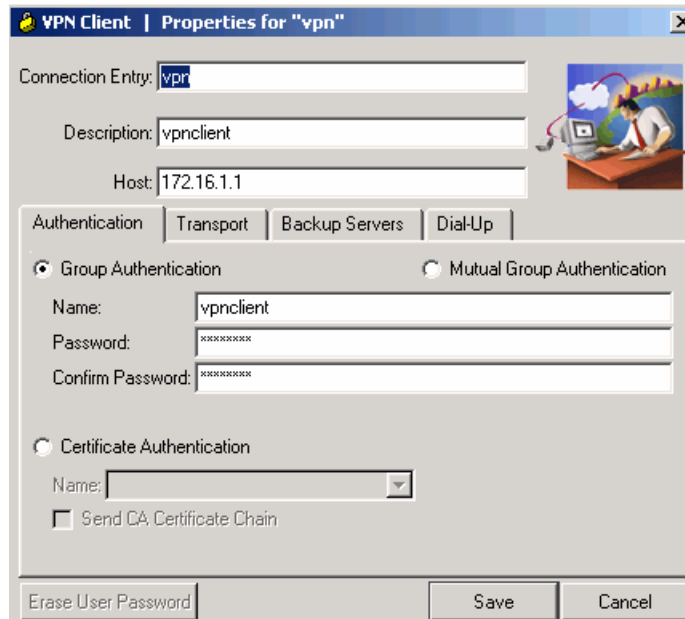 VPN Client | Properties for "vpn"
Connection Entry: vpn
Description: vpnclient
Host: 172.16.1.1
Authentication Transport Backup Servers Dial-Up
Group Authentication Mutual Group Authentication
Name: vpnclient
Password: ********
Confirm Password: ********
Certificate Authentication
Name:
Send CA Certificate Chain
Erase User Password Save Cancel